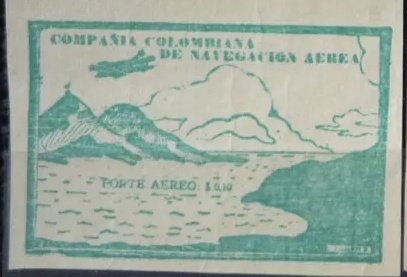 COMPAÑIA COLOMBIANA
DE NAVEGACION AEREA
PORTE AEREO: $ 0,10